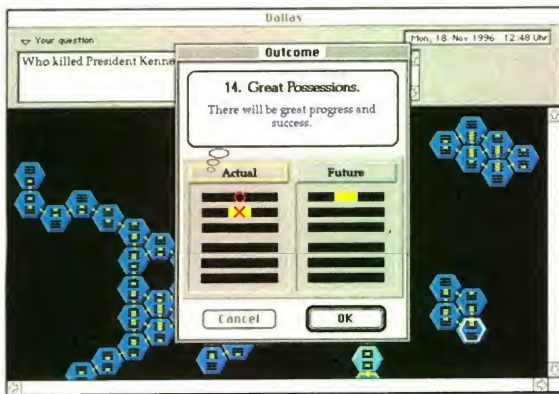 Dallas
Your question
Mon, 18. Nov 1996 12:48 Uhr
Who killed President Kenne
Outcome
14. Great Possessions.
There will be great progress and
success.
Actual
Future
Cancel
OK